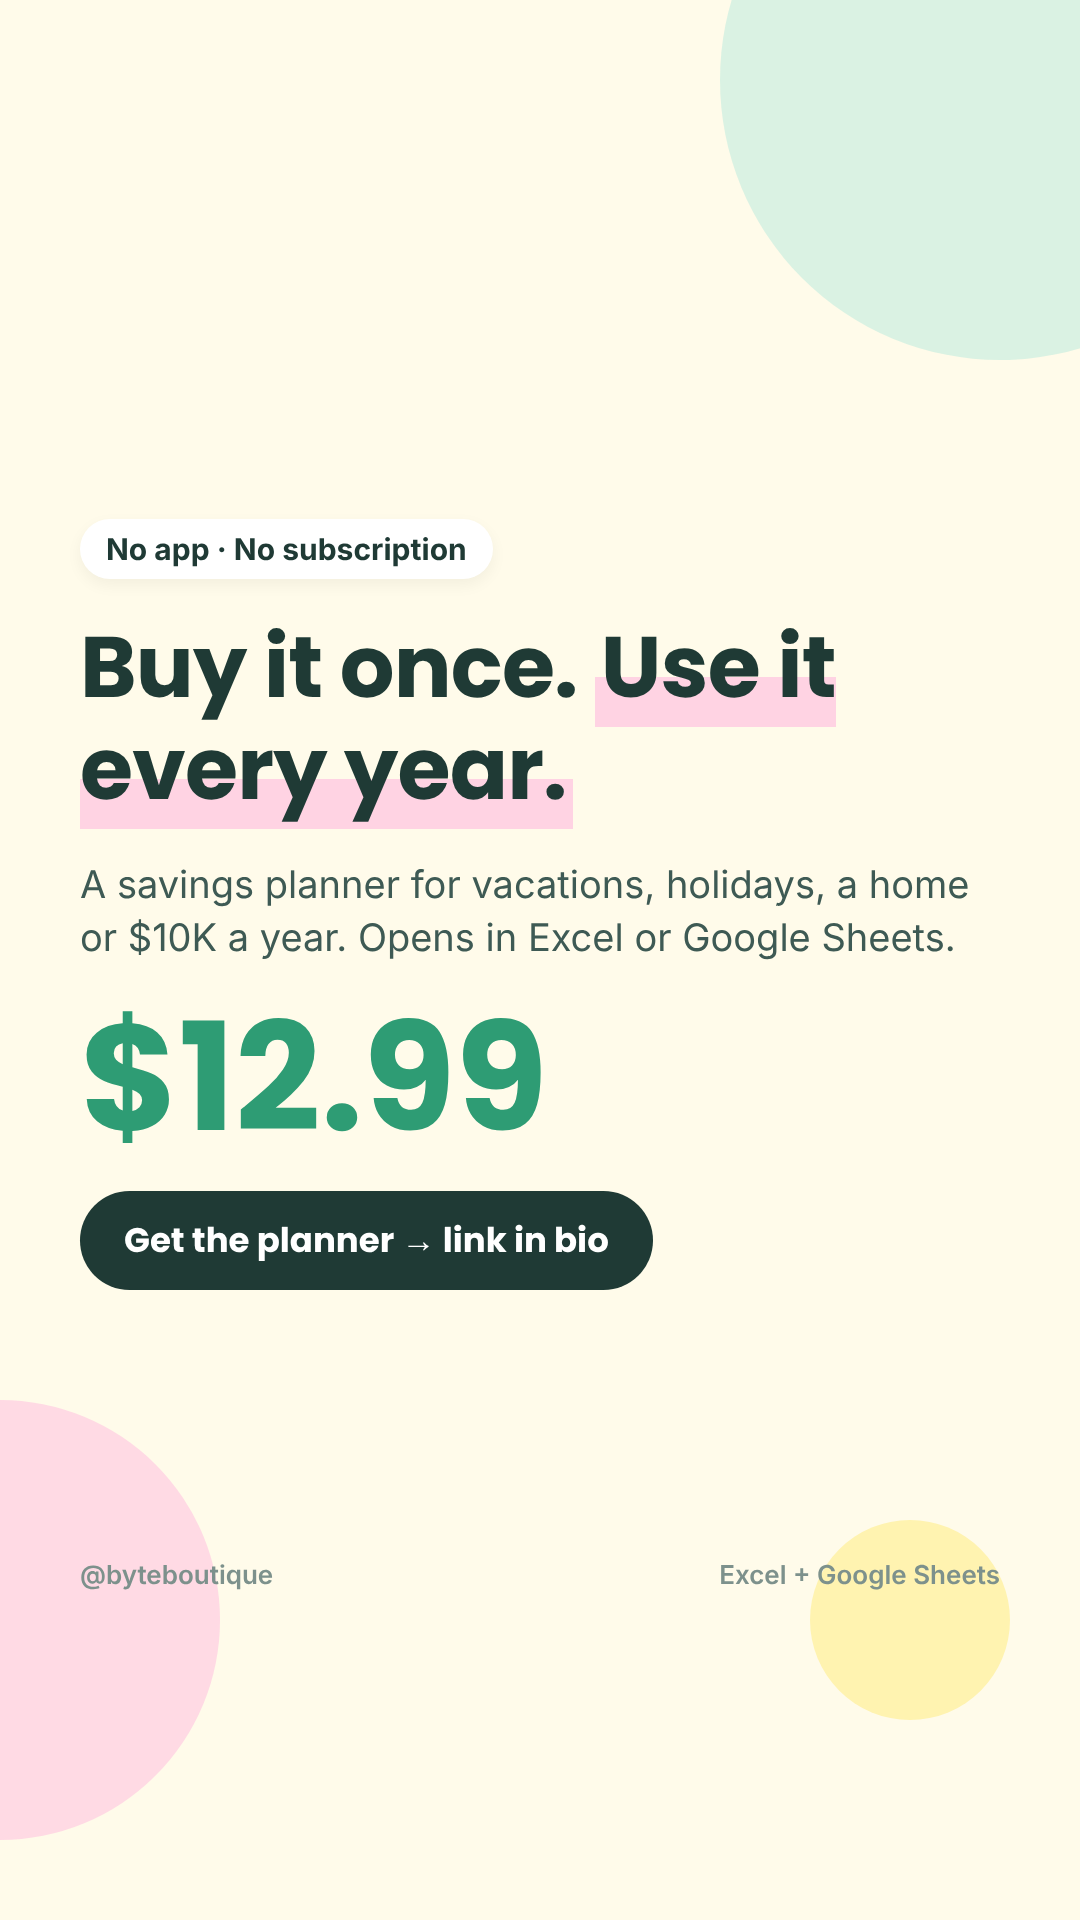 No app · No subscription
Buy it once. Use it
every year.
A savings planner for vacations, holidays, a home
or $10K a year. Opens in Excel or Google Sheets.
$12.99
Get the planner → link in bio
@byteboutique
Excel + Google Sheets